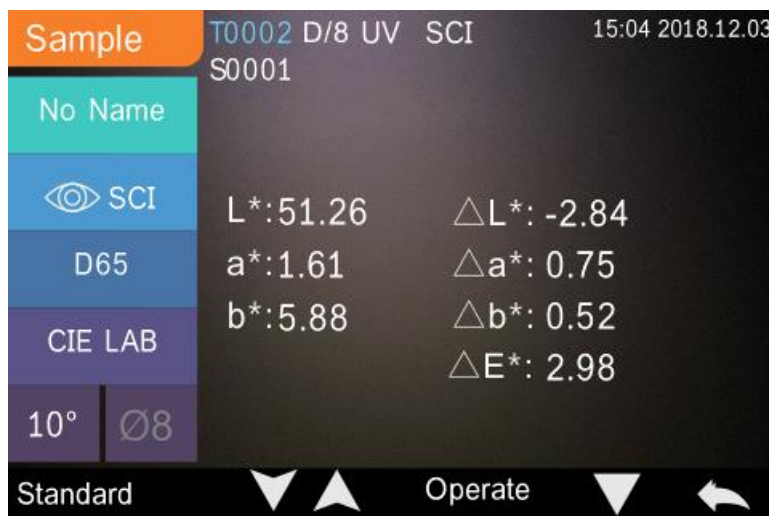 Sample
T0002 D/8 UV SCI
15:04 2018.12.03
S0001
No Name
SCI
D65
CIE LAB
10° Ø8
L*:51.26
△L*: -2.84
a*:1.61
△a*: 0.75
b*:5.88
△b*: 0.52
△E*: 2.98
Standard
Operate